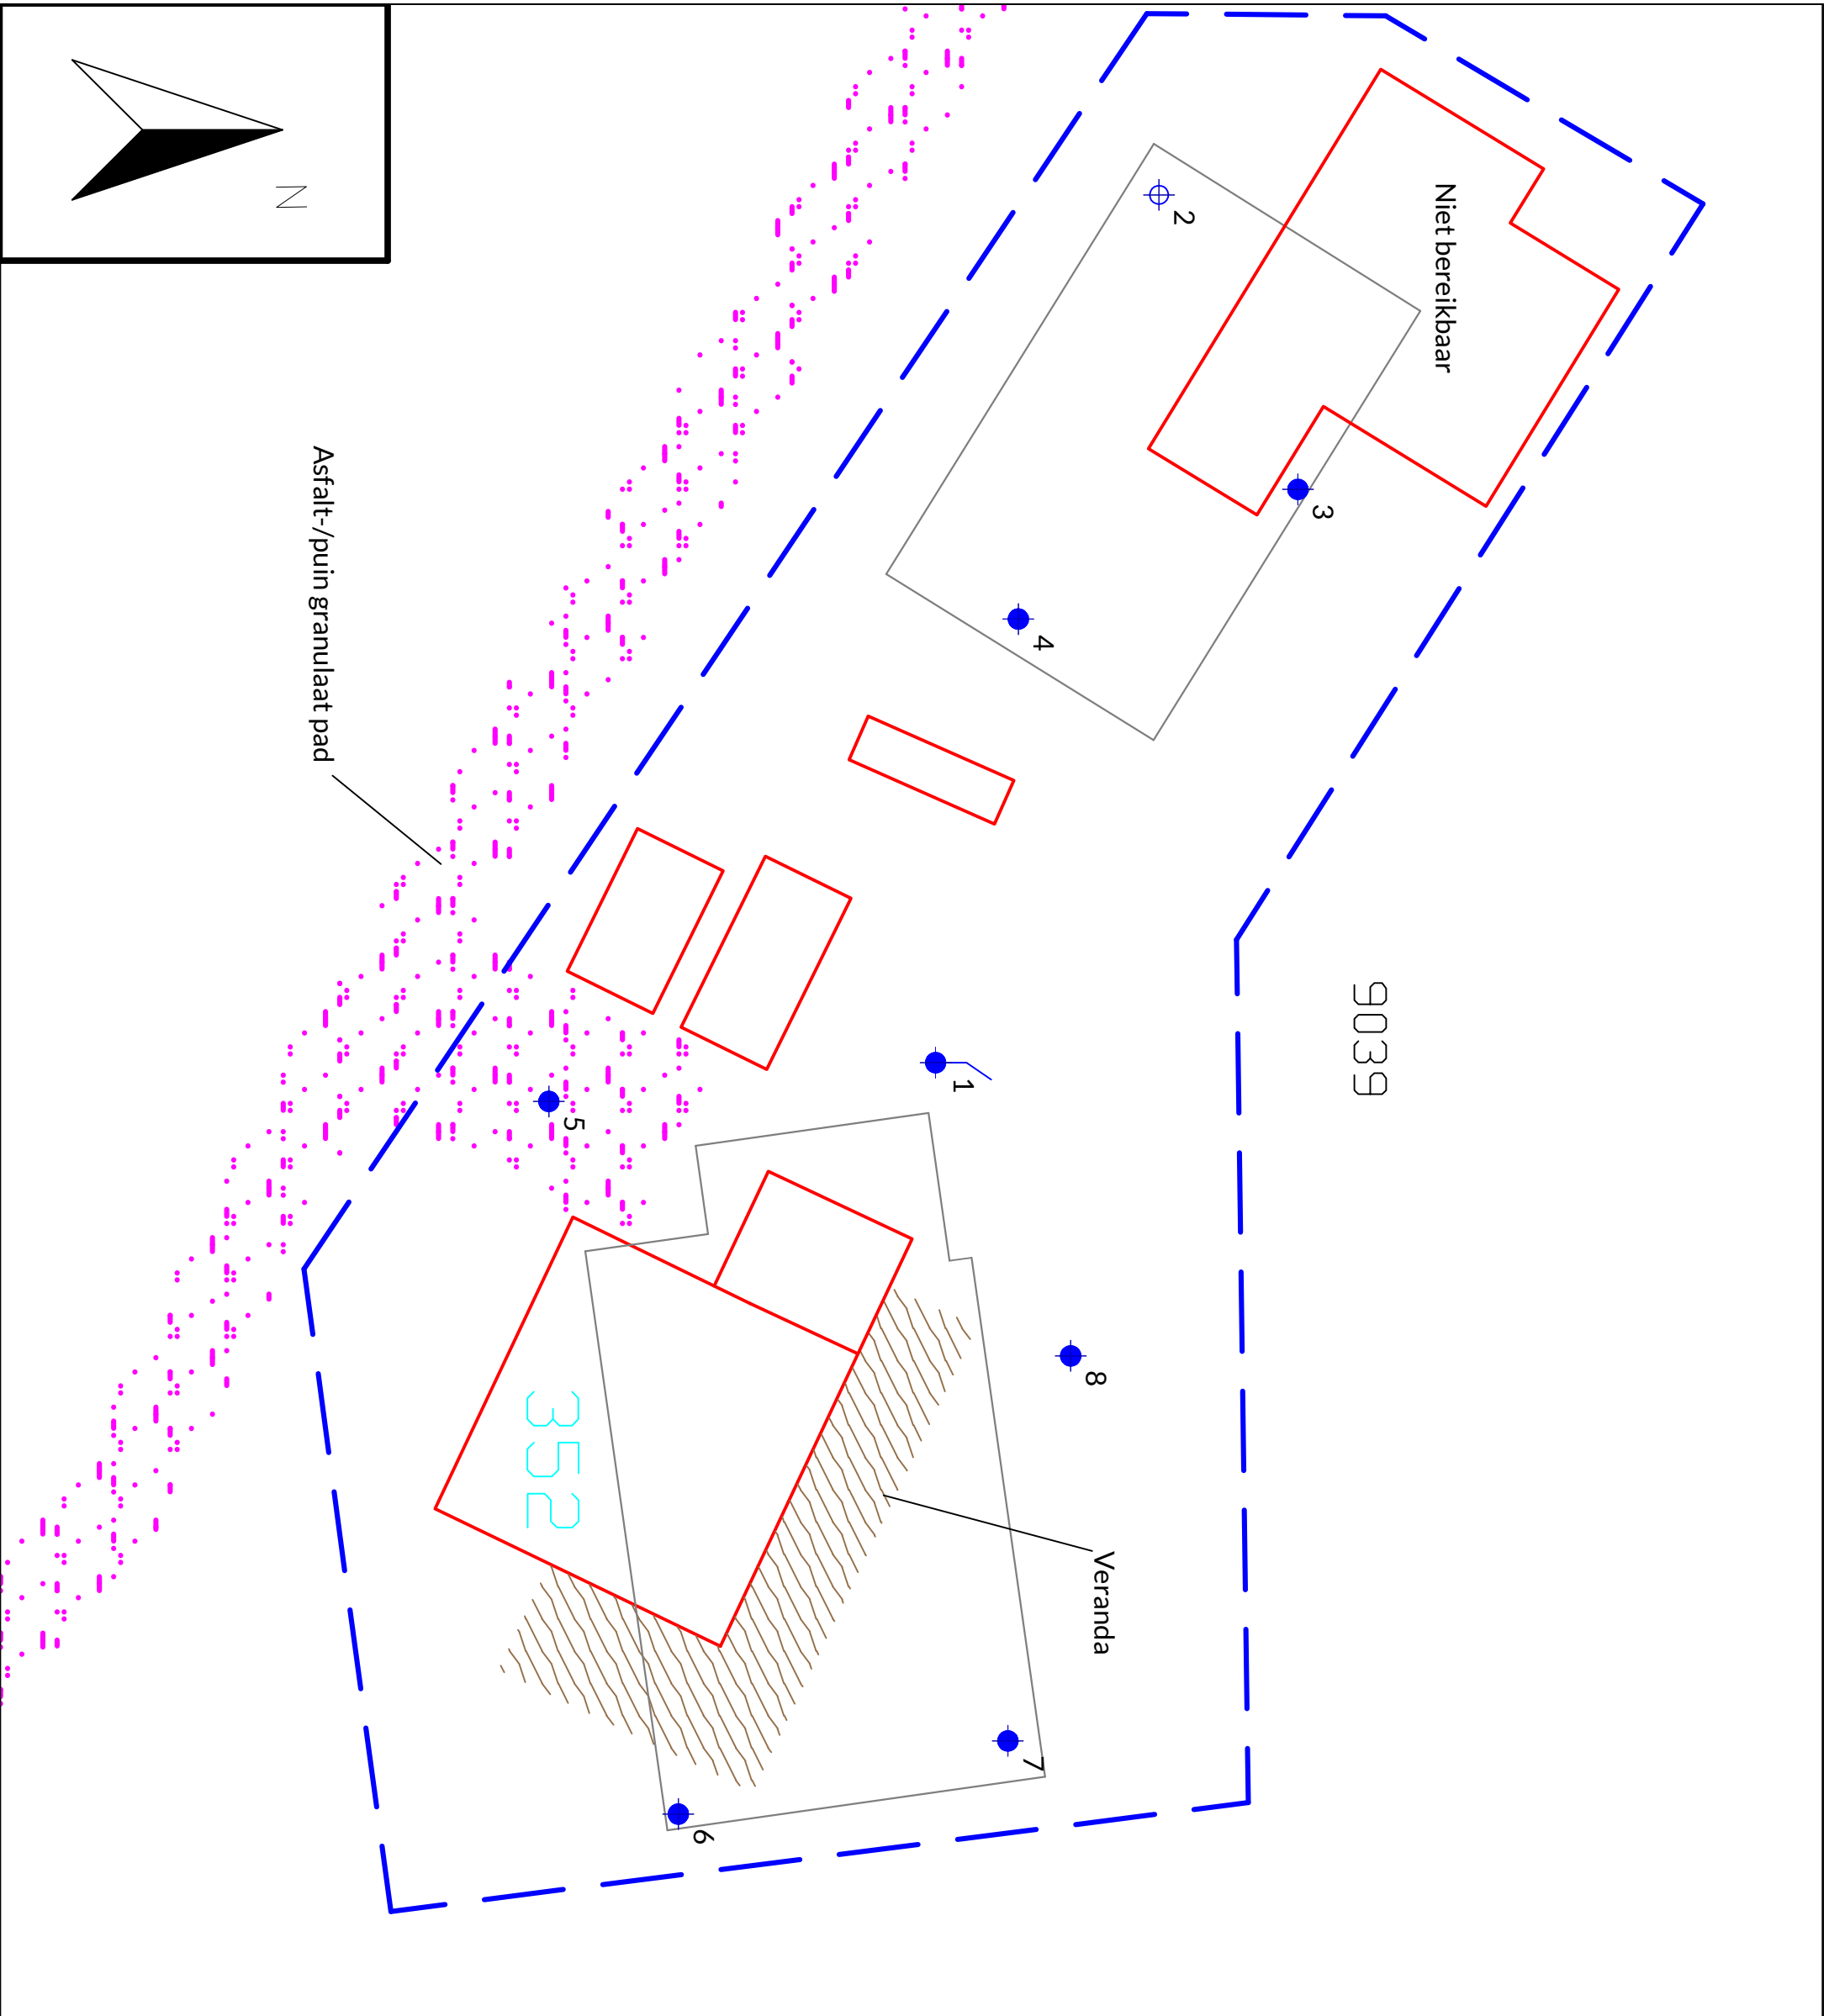 N
2
Niet bereikbaar
3
Asfalt-/puin granulaat pad
4
9039
1
5
8
352
Veranda
7
6